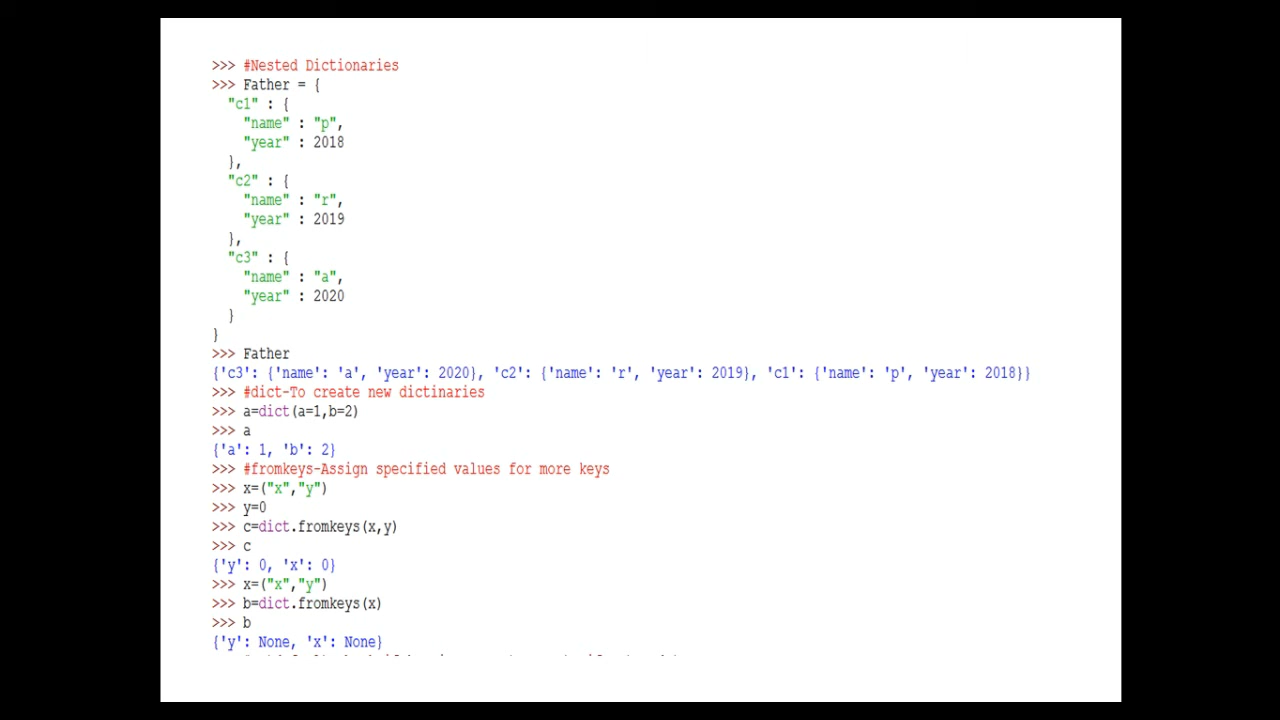 >>> #Nested Dictionaries
>>> Father = {
"c1" : {
"name" : "p",
"year" : 2018
},
"c2" : {
"name" : "r",
"year" : 2019
},
"c3" : {
"name" : "a",
"year" : 2020
}
}
>>> Father
{'c3': {'name': 'a', 'year': 2020}, 'c2': {'name': 'r', 'year': 2019}, 'c1': {'name': 'p', 'year': 2018}}
>>> #dict-To create new dictinaries
>>> a=dict(a=1,b=2)
>>> a
{'a': 1, 'b': 2}
>>> #fromkeys-Assign specified values for more keys
>>> x=("x","y")
>>> y=0
>>> c=dict.fromkeys(x,y)
>>> c
{'y': 0, 'x': 0}
>>> x=("x","y")
>>> b=dict.fromkeys(x)
>>> b
{'y': None, 'x': None}